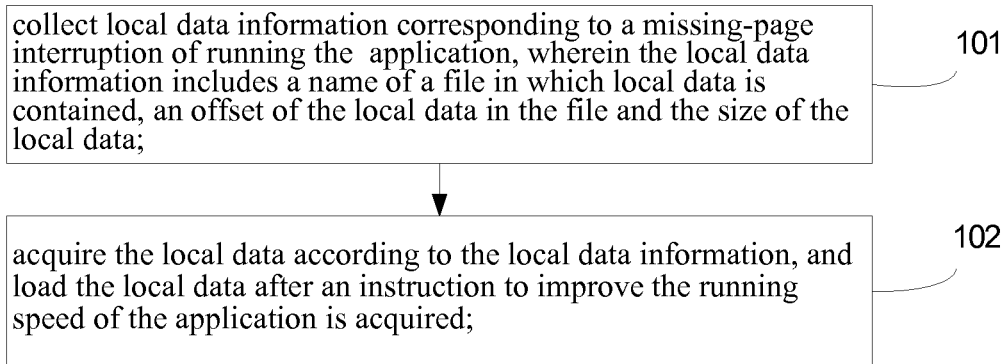 collect local data information corresponding to a missing-page
interruption of running the application, wherein the local data
information includes a name of a file in which local data is
contained, an offset of the local data in the file and the size of the
local data;
101
acquire the local data according to the local data information, and
load the local data after an instruction to improve the running
speed of the application is acquired;
102